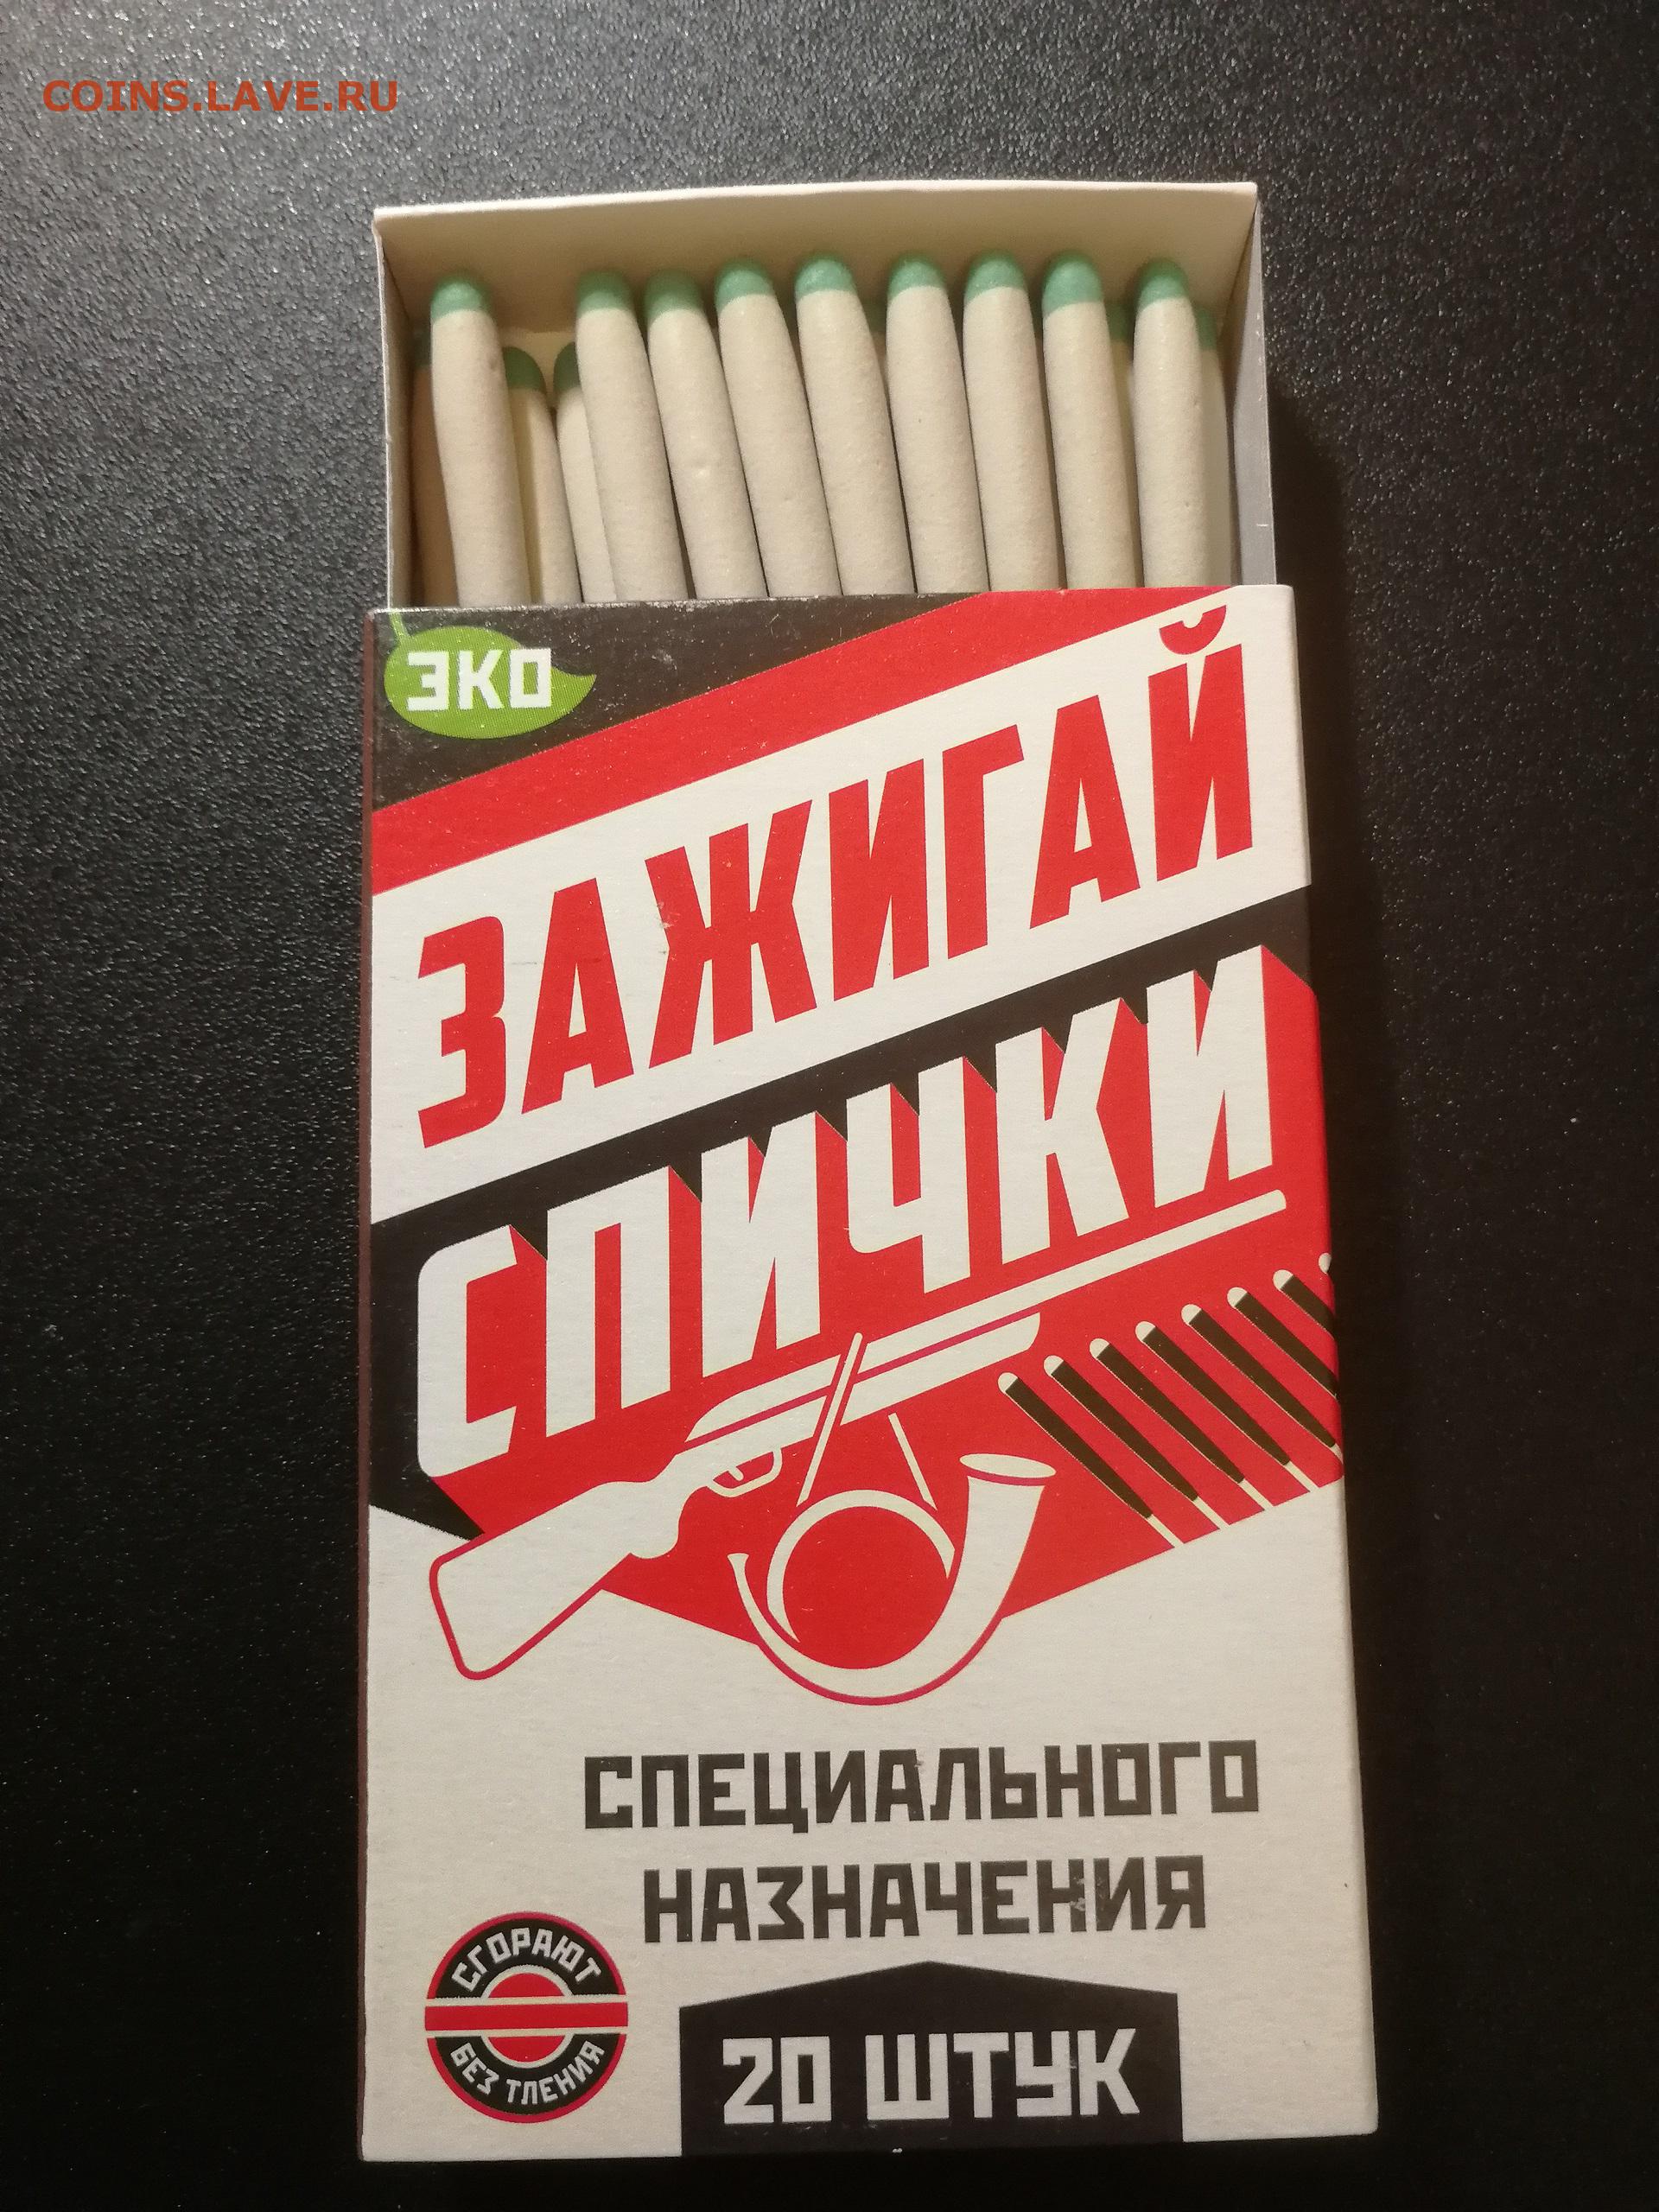 COINS.LAVE.RU
ЭКО
ЗАЖИГАЙ
СПИЧКИ
СПЕЦИАЛЬНОГО
НАЗНАЧЕНИЯ
СГОРАЮТ
БЕЗ ТЛЕНИЯ
20 ШТУК